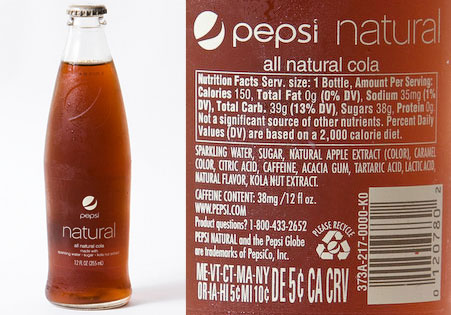 pepsi
natural
all natural cola
made with
sparkling water · sugar · kola nut extract
12 FL OZ (355 mL)
pepsi natural
all natural cola
Nutrition Facts Serv. size: 1 Bottle, Amount Per Serving:
Calories 150, Total Fat 0g (0% DV), Sodium 35mg (1%
DV), Total Carb. 39g (13% DV), Sugars 38g, Protein 0g.
Not a significant source of other nutrients. Percent Daily
Values (DV) are based on a 2,000 calorie diet.
SPARKLING WATER, SUGAR, NATURAL APPLE EXTRACT (COLOR), CARAMEL
COLOR, CITRIC ACID, CAFFEINE, ACACIA GUM, TARTARIC ACID, LACTIC ACID,
NATURAL FLAVOR, KOLA NUT EXTRACT.
CAFFEINE CONTENT: 38mg/12 fl oz.
WWW.PEPSI.COM
Product questions? 1-800-433-2652
PEPSI NATURAL and the Pepsi Globe
are trademarks of PepsiCo, Inc.
PLEASE RECYCLE
ME-VT-CT-MA-NY
OR-IA-HI 5¢ MI 10¢ DE 5¢ CA CRV
373A-217-0000-K0
0 120780 2